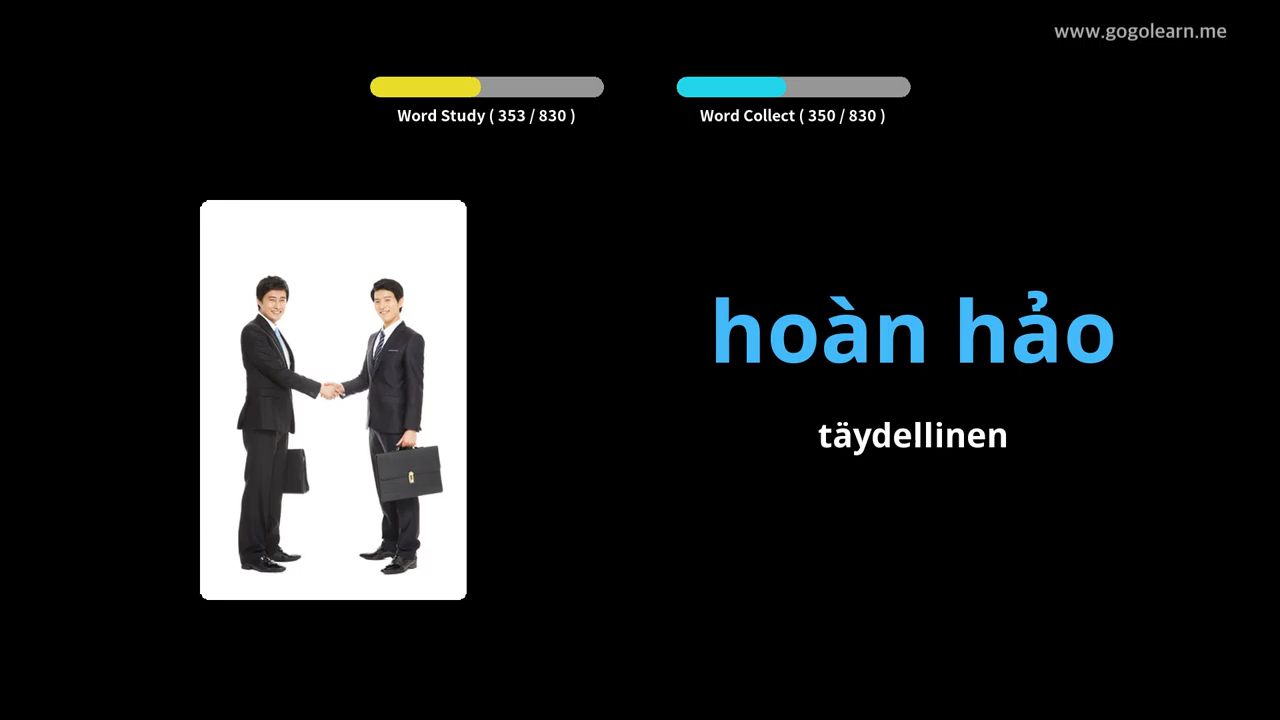 www.gogolearn.me
Word Study ( 353 / 830 )
Word Collect ( 350 / 830 )
hoàn hảo
täydellinen